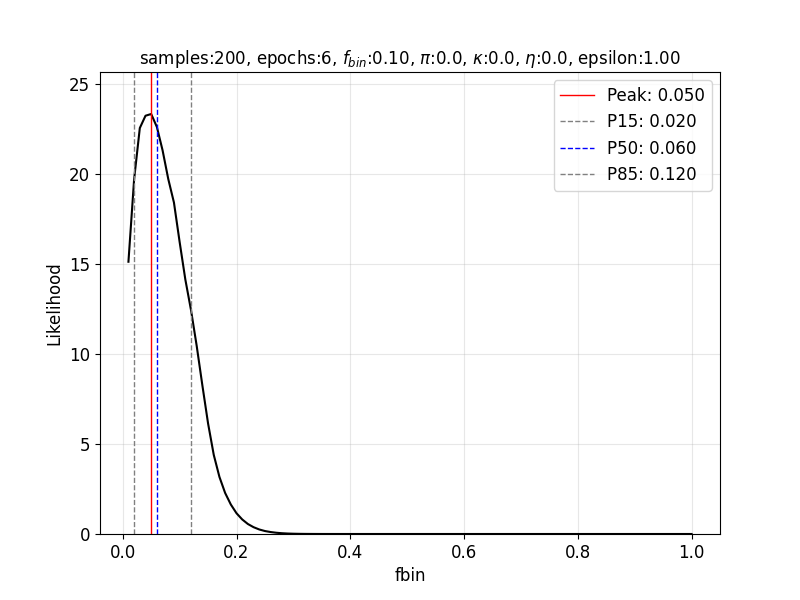 samples:200, epochs:6, f_bin:0.10, π:0.0, κ:0.0, η:0.0, epsilon:1.00
Peak: 0.050
P15: 0.020
P50: 0.060
P85: 0.120
25
20
15
10
5
0
Likelihood
0.0 0.2 0.4 0.6 0.8 1.0
fbin